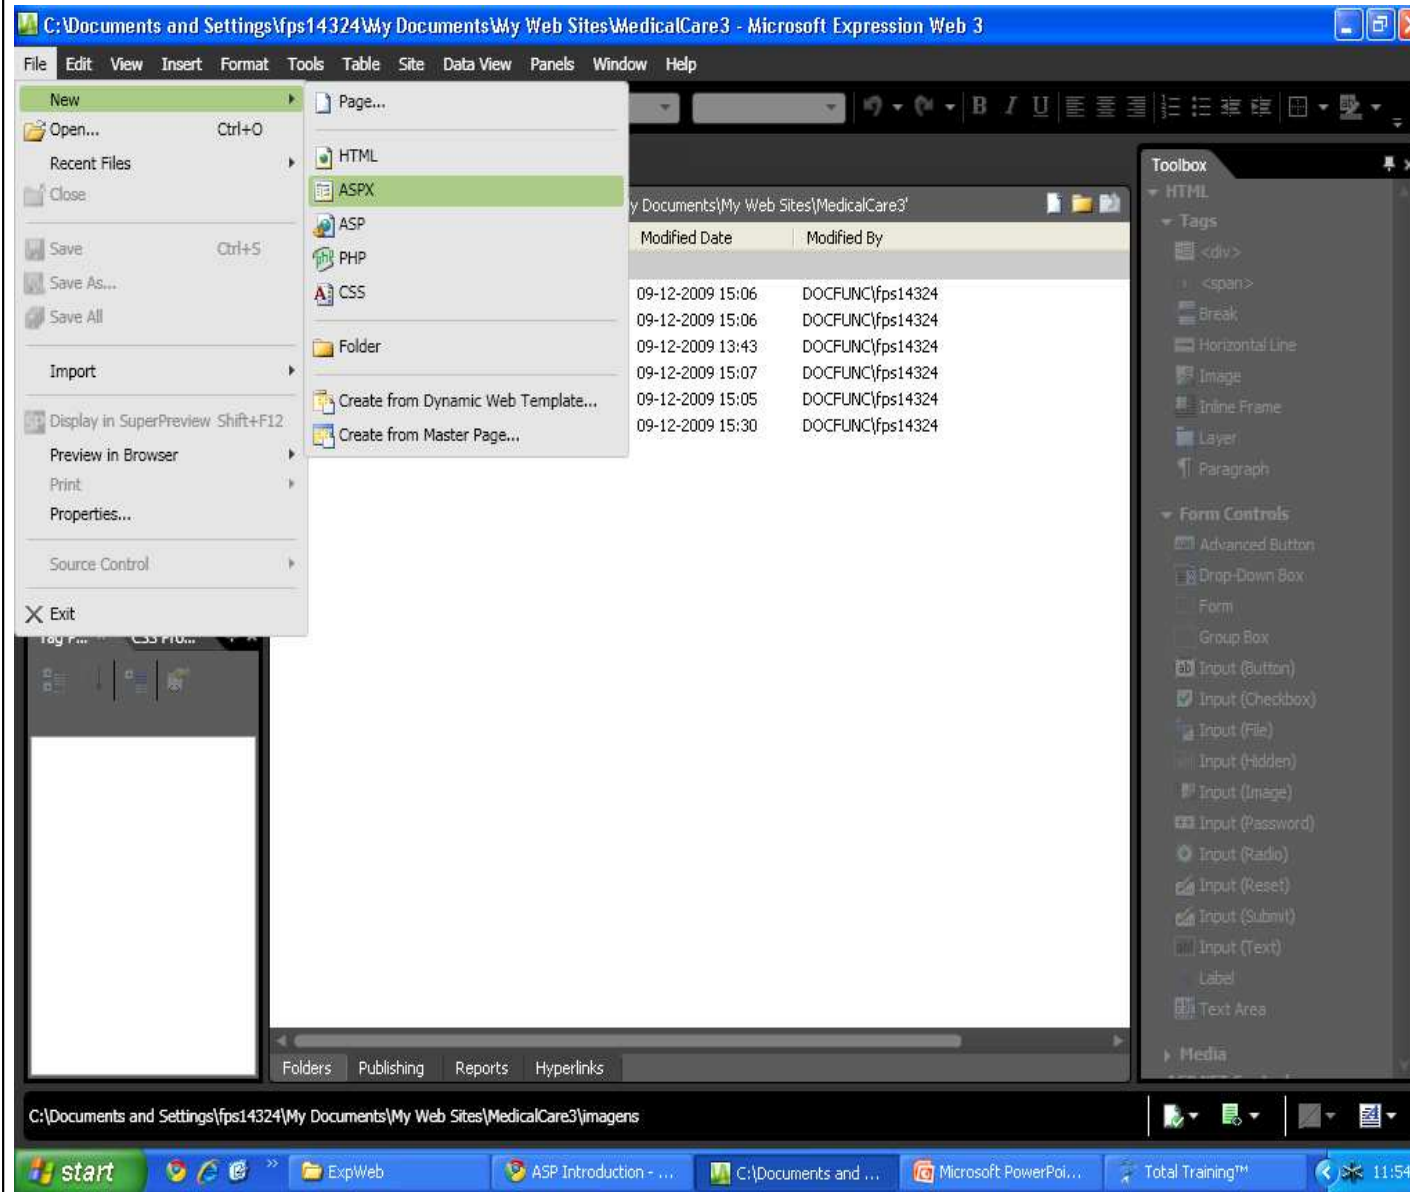 C:\Documents and Settings\fps14324\My Documents\My Web Sites\MedicalCare3 - Microsoft Expression Web 3
File Edit View Insert Format Tools Table Site Data View Panels Window Help
New
Open... Ctrl+O
Recent Files
Close
Save Ctrl+S
Save As...
Save All
Import
Display in SuperPreview Shift+F12
Preview in Browser
Print
Properties...
Source Control
Exit
Page...
HTML
ASPX
ASP
PHP
CSS
Folder
Create from Dynamic Web Template...
Create from Master Page...
B I U
y Documents\My Web Sites\MedicalCare3'
Modified Date Modified By
09-12-2009 15:06 DOCFUNC\fps14324
09-12-2009 15:06 DOCFUNC\fps14324
09-12-2009 13:43 DOCFUNC\fps14324
09-12-2009 15:07 DOCFUNC\fps14324
09-12-2009 15:05 DOCFUNC\fps14324
09-12-2009 15:30 DOCFUNC\fps14324
Toolbox
HTML
Tags
<div>
<span>
Break
Horizontal Line
Image
Inline Frame
Layer
Paragraph
Form Controls
Advanced Button
Drop-Down Box
Form
Group Box
Input (Button)
Input (Checkbox)
Input (File)
Input (Hidden)
Input (Image)
Input (Password)
Input (Radio)
Input (Reset)
Input (Submit)
Input (Text)
Label
Text Area
Media
Tag P... CSS Pro...
Folders Publishing Reports Hyperlinks
C:\Documents and Settings\fps14324\My Documents\My Web Sites\MedicalCare3\imagens
start ExpWeb ASP Introduction - ... C:\Documents and ... Microsoft PowerPoi... Total Training™ 11:54